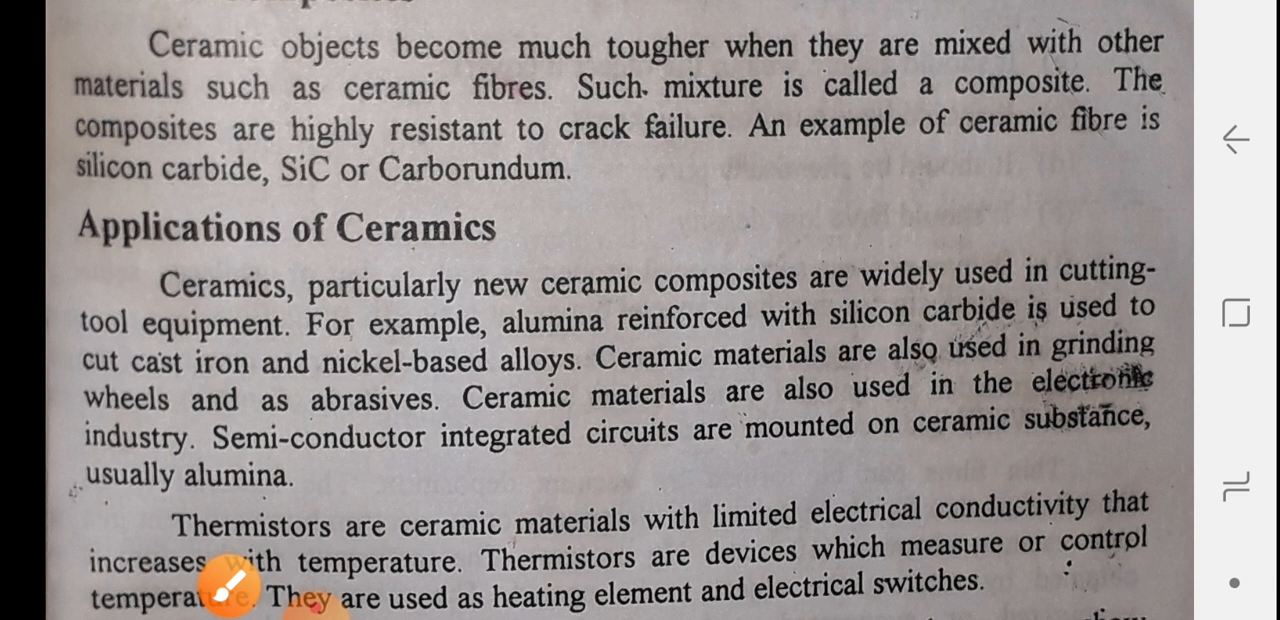 Ceramic objects become much tougher when they are mixed with other
materials such as ceramic fibres. Such mixture is called a composite. The
composites are highly resistant to crack failure. An example of ceramic fibre is
silicon carbide, SiC or Carborundum.
Applications of Ceramics
Ceramics, particularly new ceramic composites are widely used in cutting-
tool equipment. For example, alumina reinforced with silicon carbide is used to
cut cast iron and nickel-based alloys. Ceramic materials are also used in grinding
wheels and as abrasives. Ceramic materials are also used in the electronic
industry. Semi-conductor integrated circuits are mounted on ceramic substance,
usually alumina.
Thermistors are ceramic materials with limited electrical conductivity that
increases with temperature. Thermistors are devices which measure or control
temperature. They are used as heating element and electrical switches.